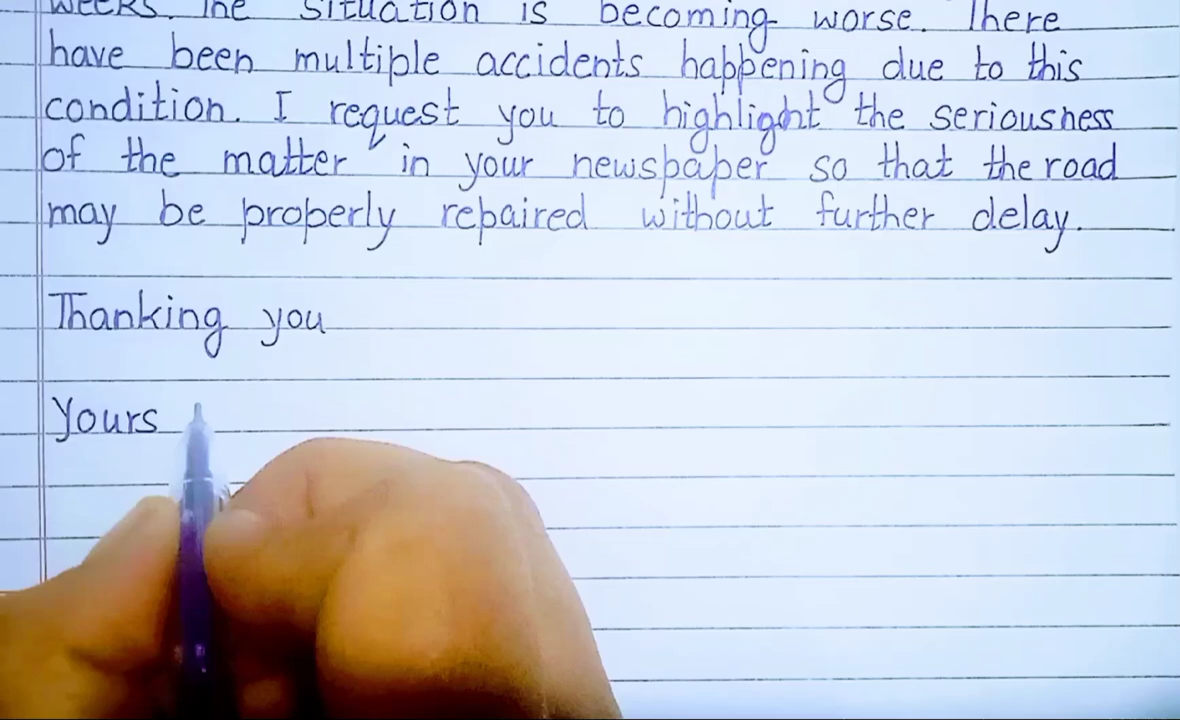 weeks. The situation is becoming worse. There
have been multiple accidents happening due to this
condition. I request you to highlight the seriousness
of the matter in your newspaper so that the road
may be properly repaired without further delay.
Thanking you
Yours